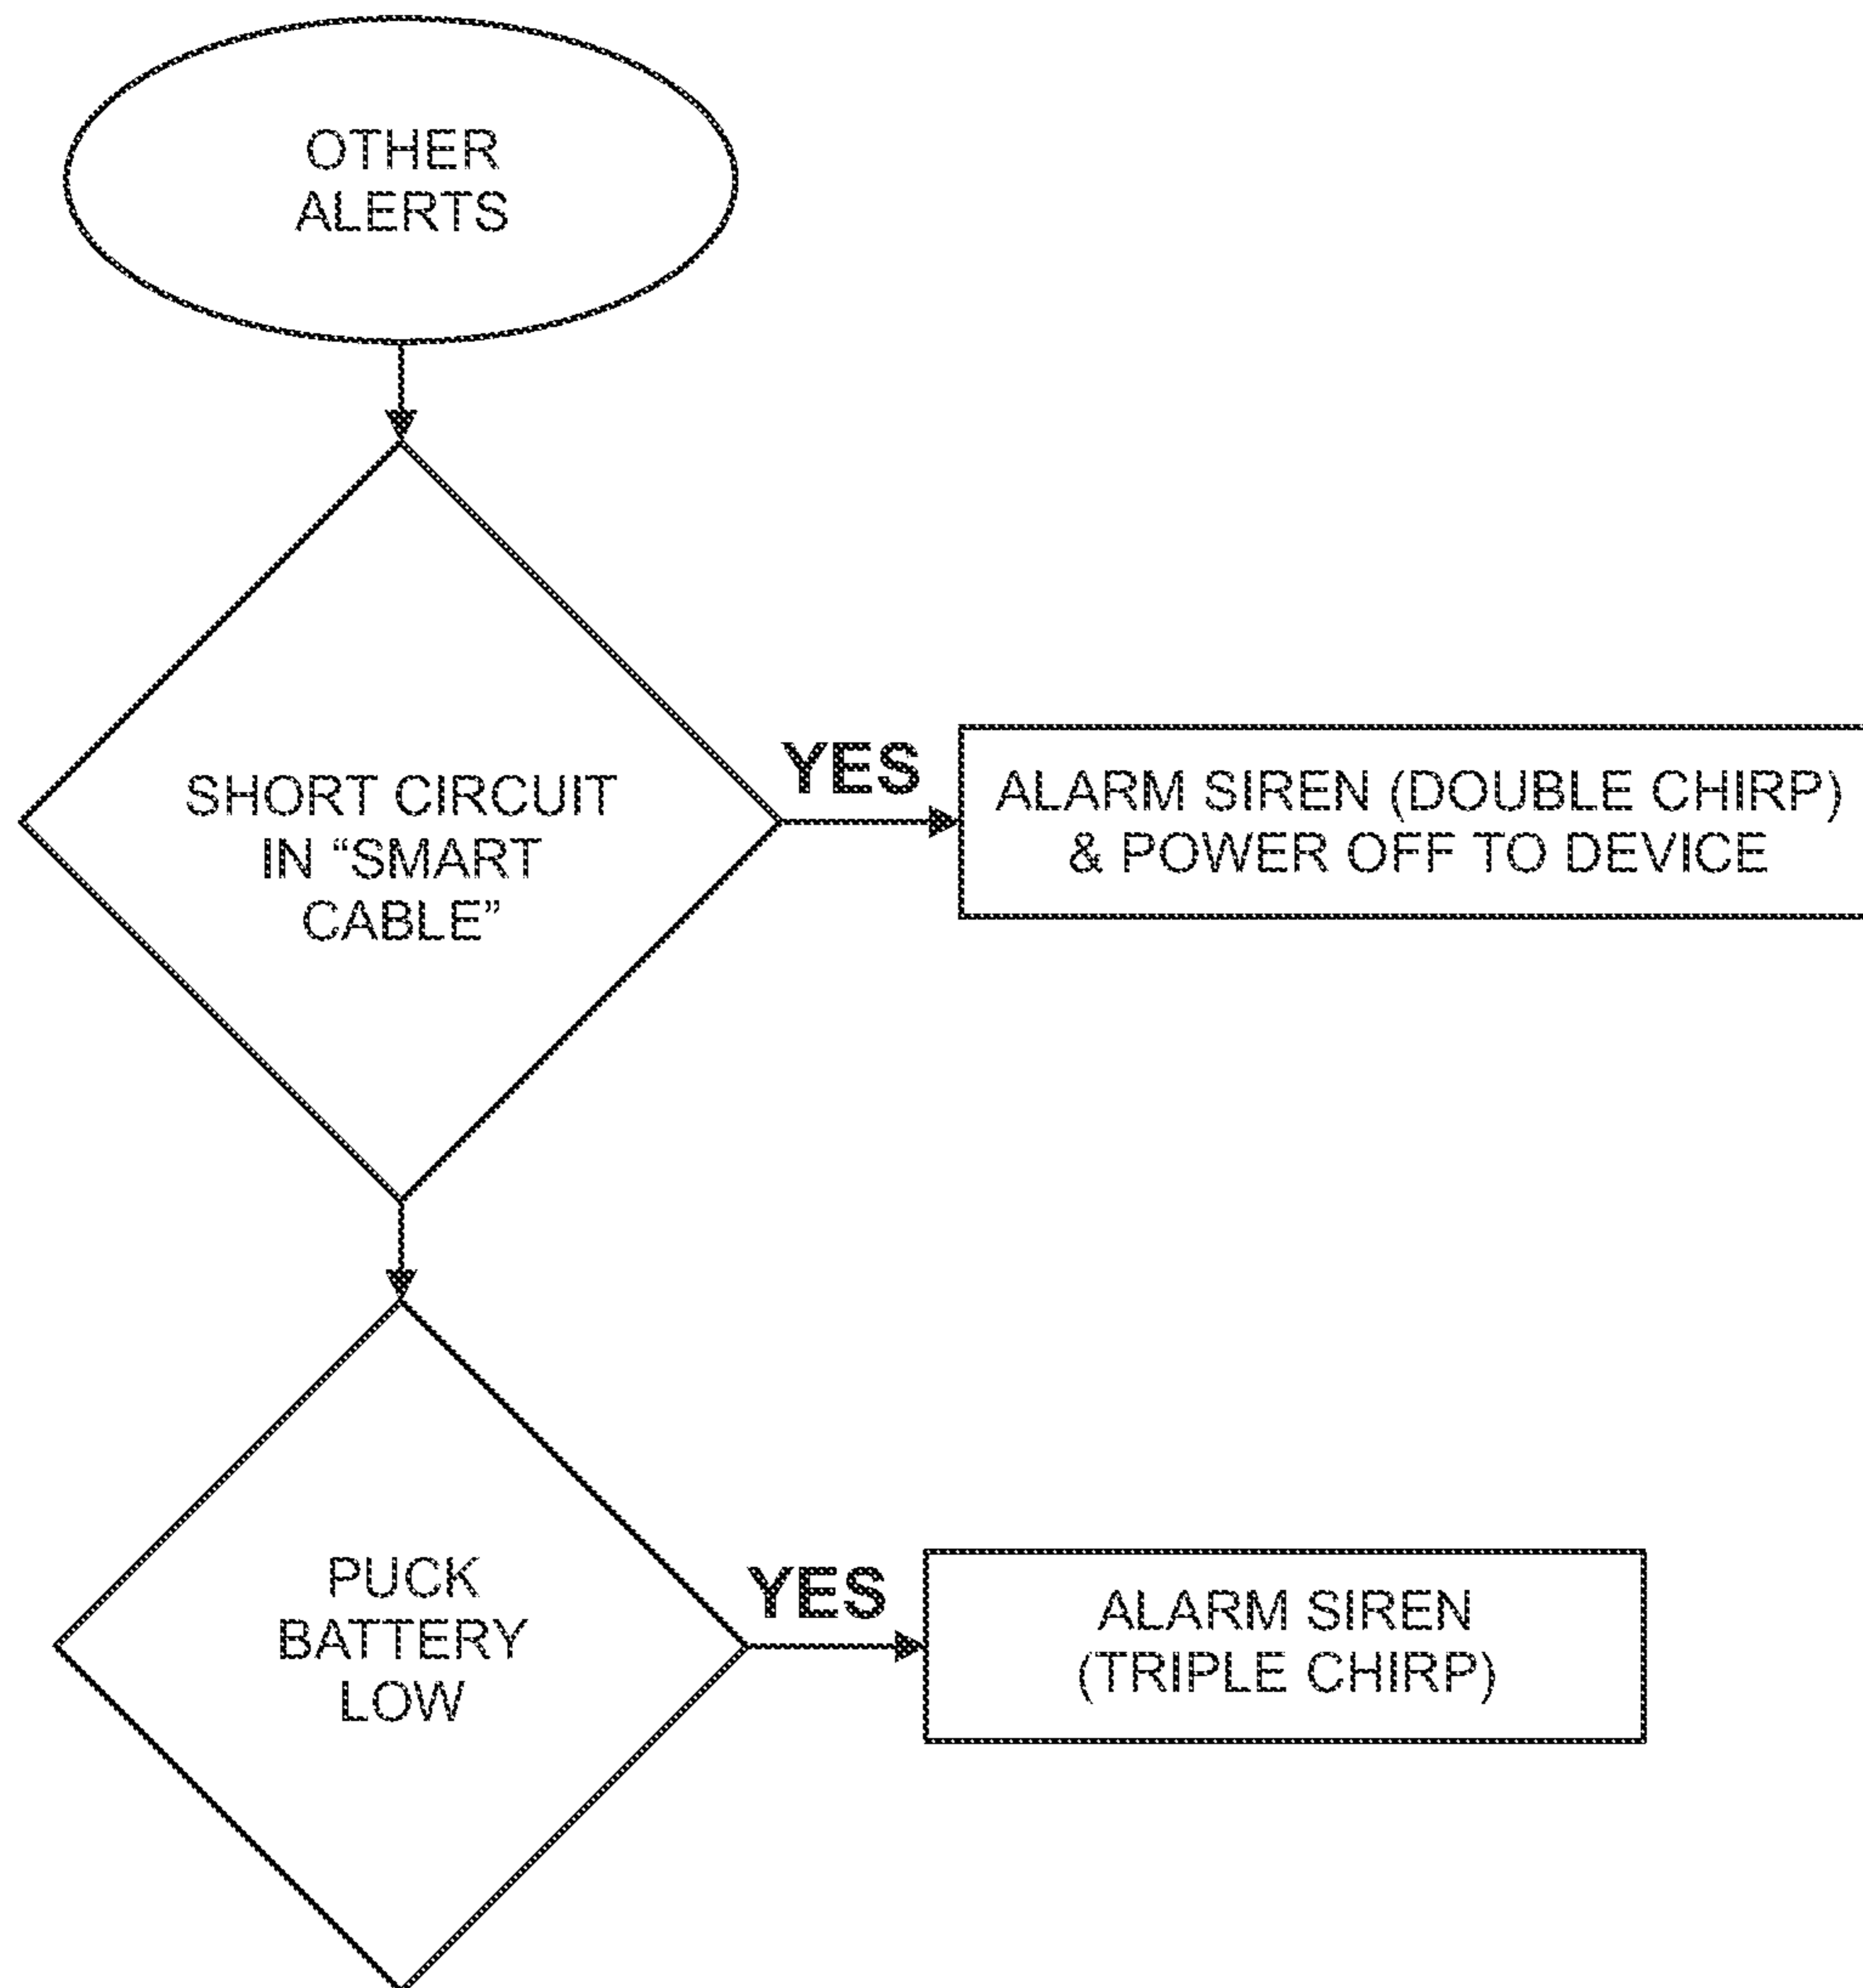 OTHER
ALERTS
SHORT CIRCUIT
IN “SMART
CABLE”
YES
ALARM SIREN (DOUBLE CHIRP)
& POWER OFF TO DEVICE
PUCK
BATTERY
LOW
YES
ALARM SIREN
(TRIPLE CHIRP)